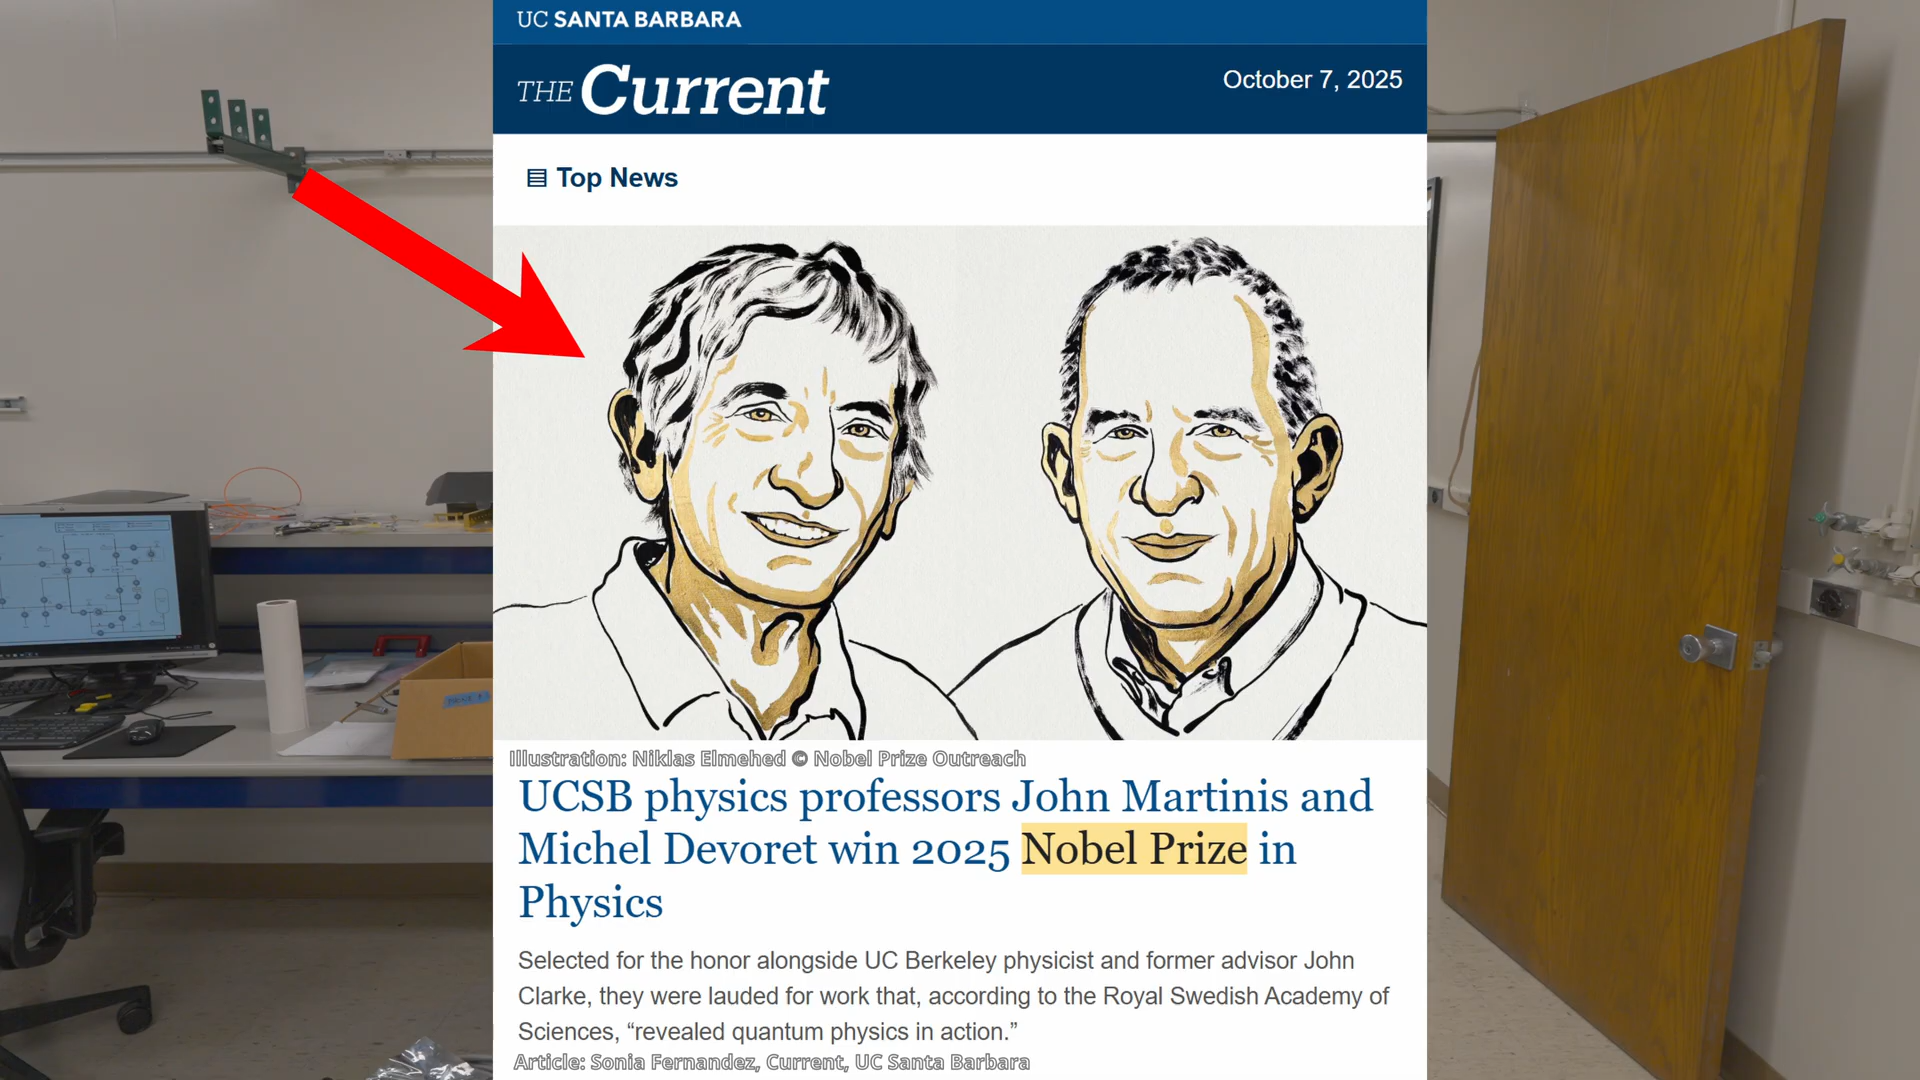 UC SANTA BARBARA
THE Current
October 7, 2025
Top News
Illustration: Niklas Elmehed © Nobel Prize Outreach
UCSB physics professors John Martinis and
Michel Devoret win 2025 Nobel Prize in
Physics
Selected for the honor alongside UC Berkeley physicist and former advisor John
Clarke, they were lauded for work that, according to the Royal Swedish Academy of
Sciences, “revealed quantum physics in action.”
Article: Sonia Fernandez, Current, UC Santa Barbara